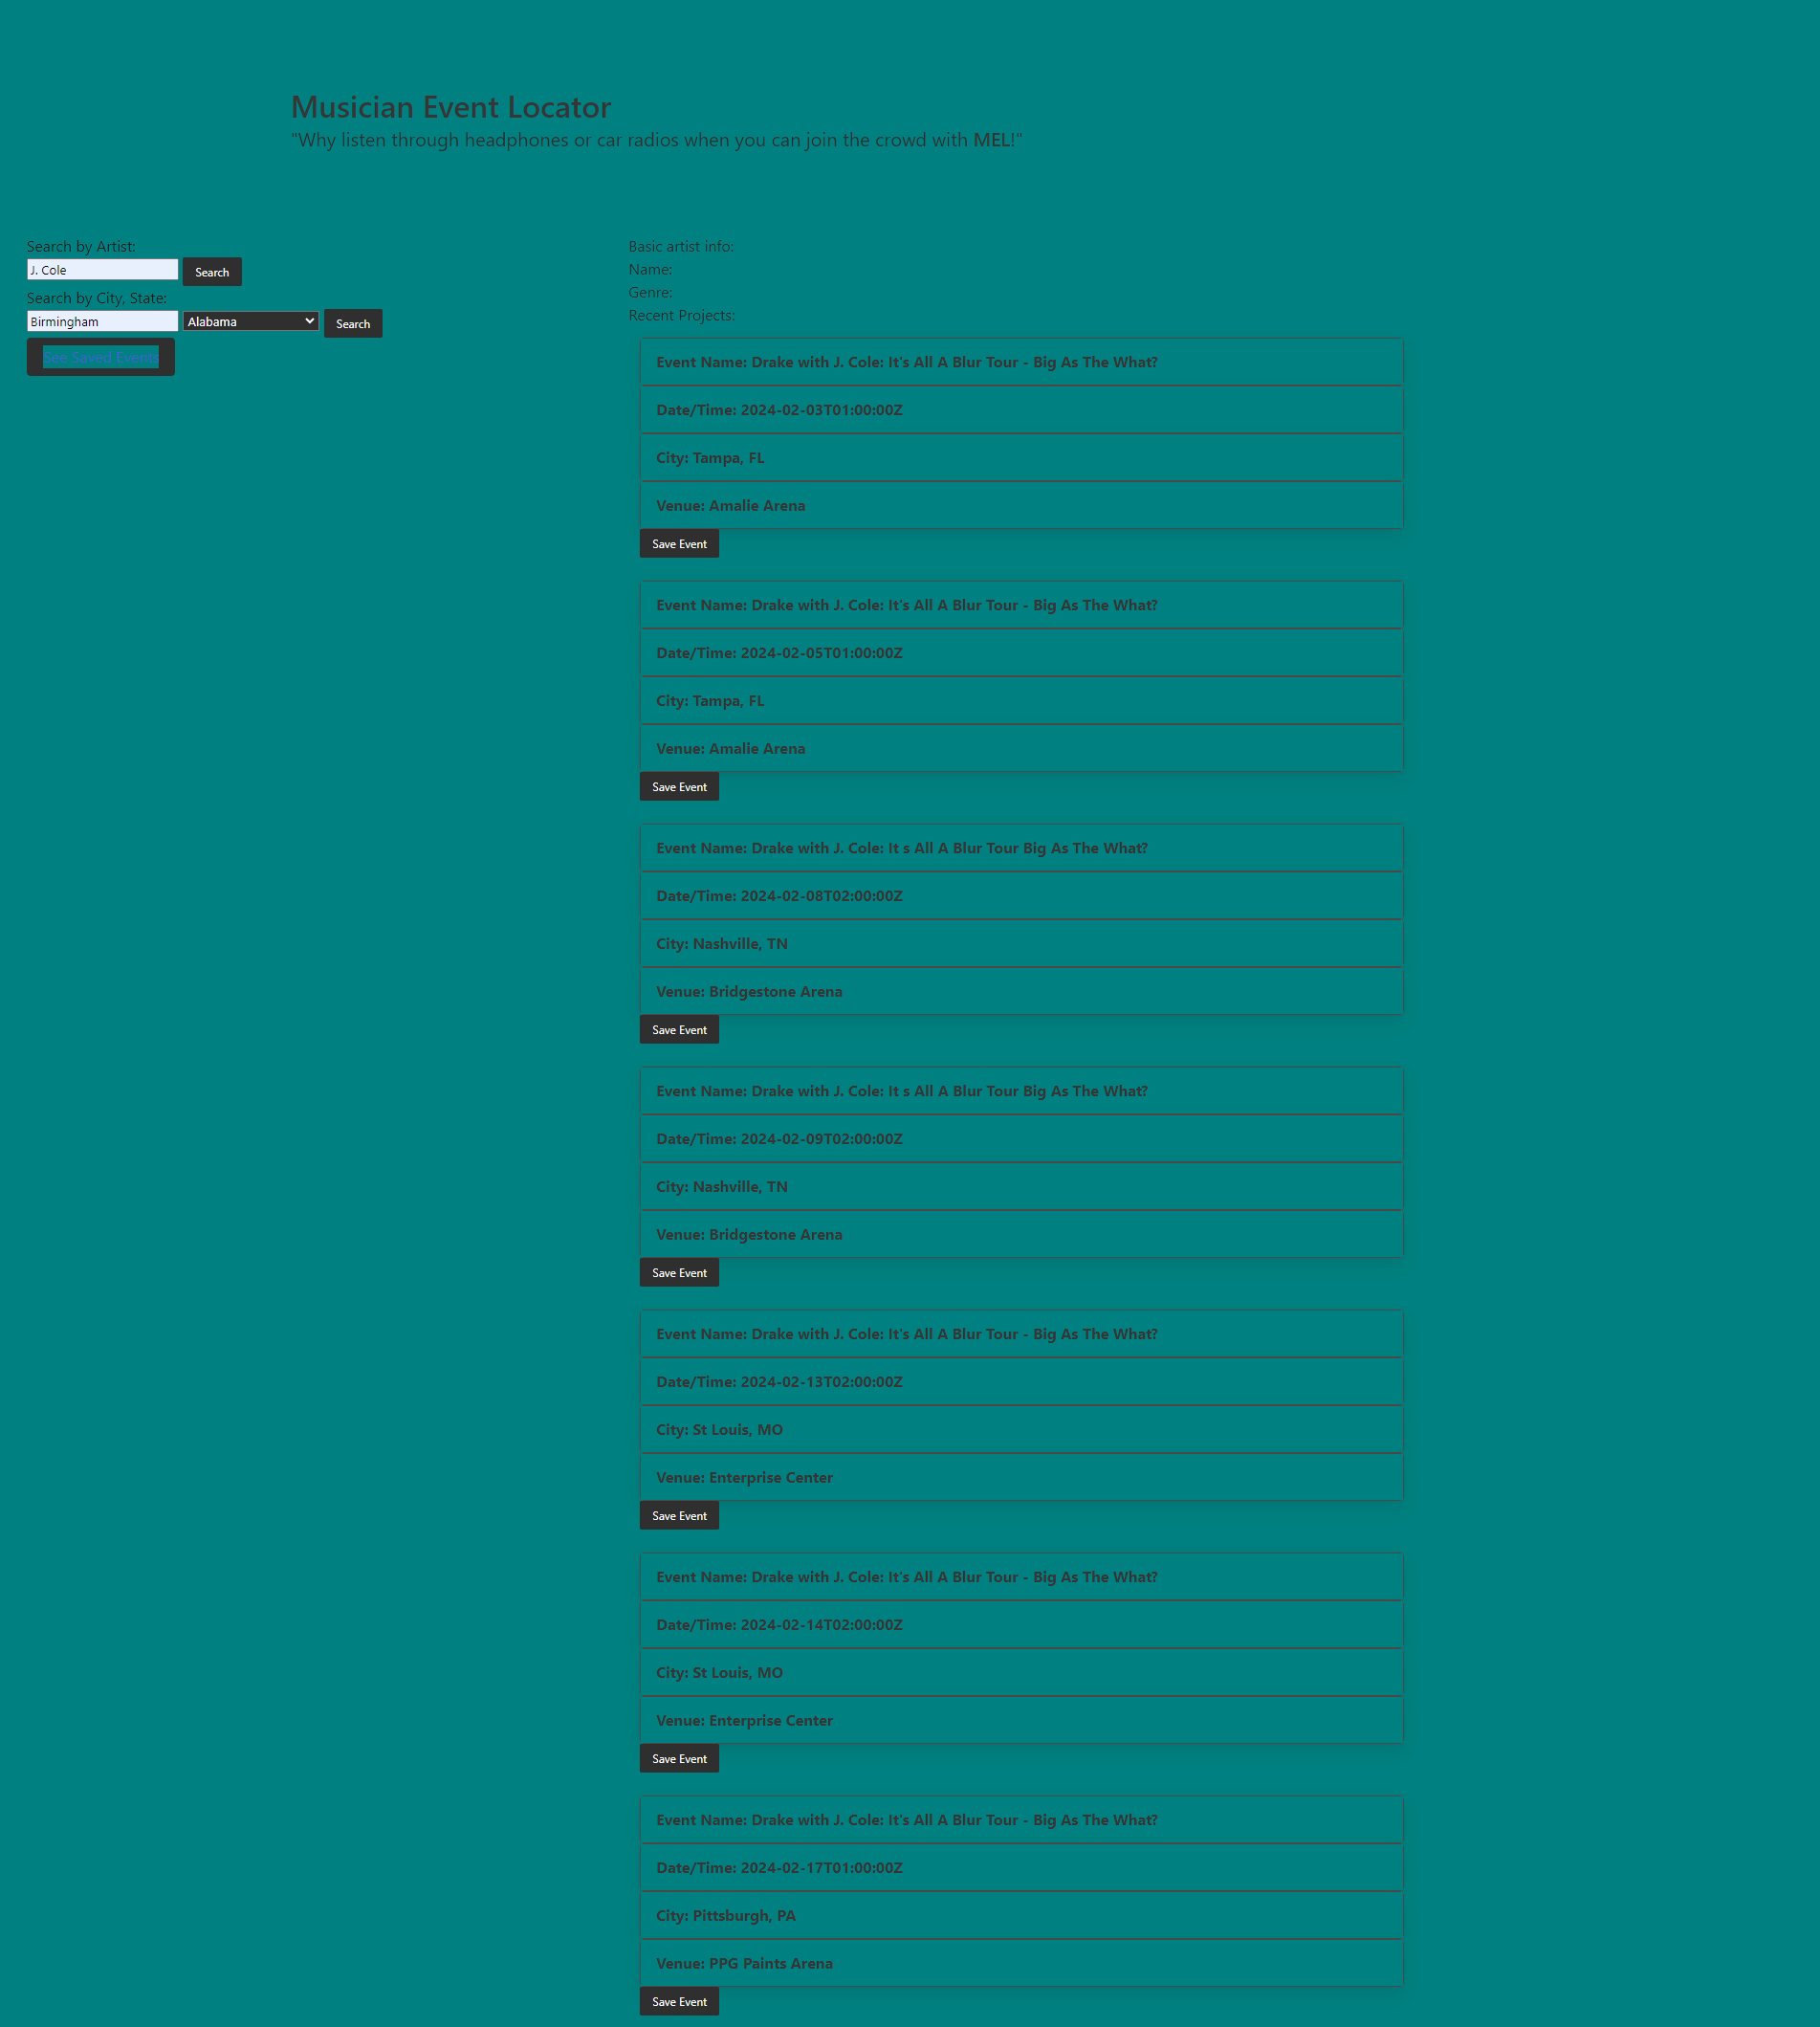 Musician Event Locator
"Why listen through headphones or car radios when you can join the crowd with MEL!"
Search by Artist:
J. Cole Search
Search by City, State:
Birmingham Alabama Search
See Saved Events
Basic artist info:
Name:
Genre:
Recent Projects:
Event Name: Drake with J. Cole: It's All A Blur Tour - Big As The What?
Date/Time: 2024-02-03T01:00:00Z
City: Tampa, FL
Venue: Amalie Arena
Save Event
Event Name: Drake with J. Cole: It's All A Blur Tour - Big As The What?
Date/Time: 2024-02-05T01:00:00Z
City: Tampa, FL
Venue: Amalie Arena
Save Event
Event Name: Drake with J. Cole: It s All A Blur Tour Big As The What?
Date/Time: 2024-02-08T02:00:00Z
City: Nashville, TN
Venue: Bridgestone Arena
Save Event
Event Name: Drake with J. Cole: It s All A Blur Tour Big As The What?
Date/Time: 2024-02-09T02:00:00Z
City: Nashville, TN
Venue: Bridgestone Arena
Save Event
Event Name: Drake with J. Cole: It's All A Blur Tour - Big As The What?
Date/Time: 2024-02-13T02:00:00Z
City: St Louis, MO
Venue: Enterprise Center
Save Event
Event Name: Drake with J. Cole: It's All A Blur Tour - Big As The What?
Date/Time: 2024-02-14T02:00:00Z
City: St Louis, MO
Venue: Enterprise Center
Save Event
Event Name: Drake with J. Cole: It's All A Blur Tour - Big As The What?
Date/Time: 2024-02-17T01:00:00Z
City: Pittsburgh, PA
Venue: PPG Paints Arena
Save Event